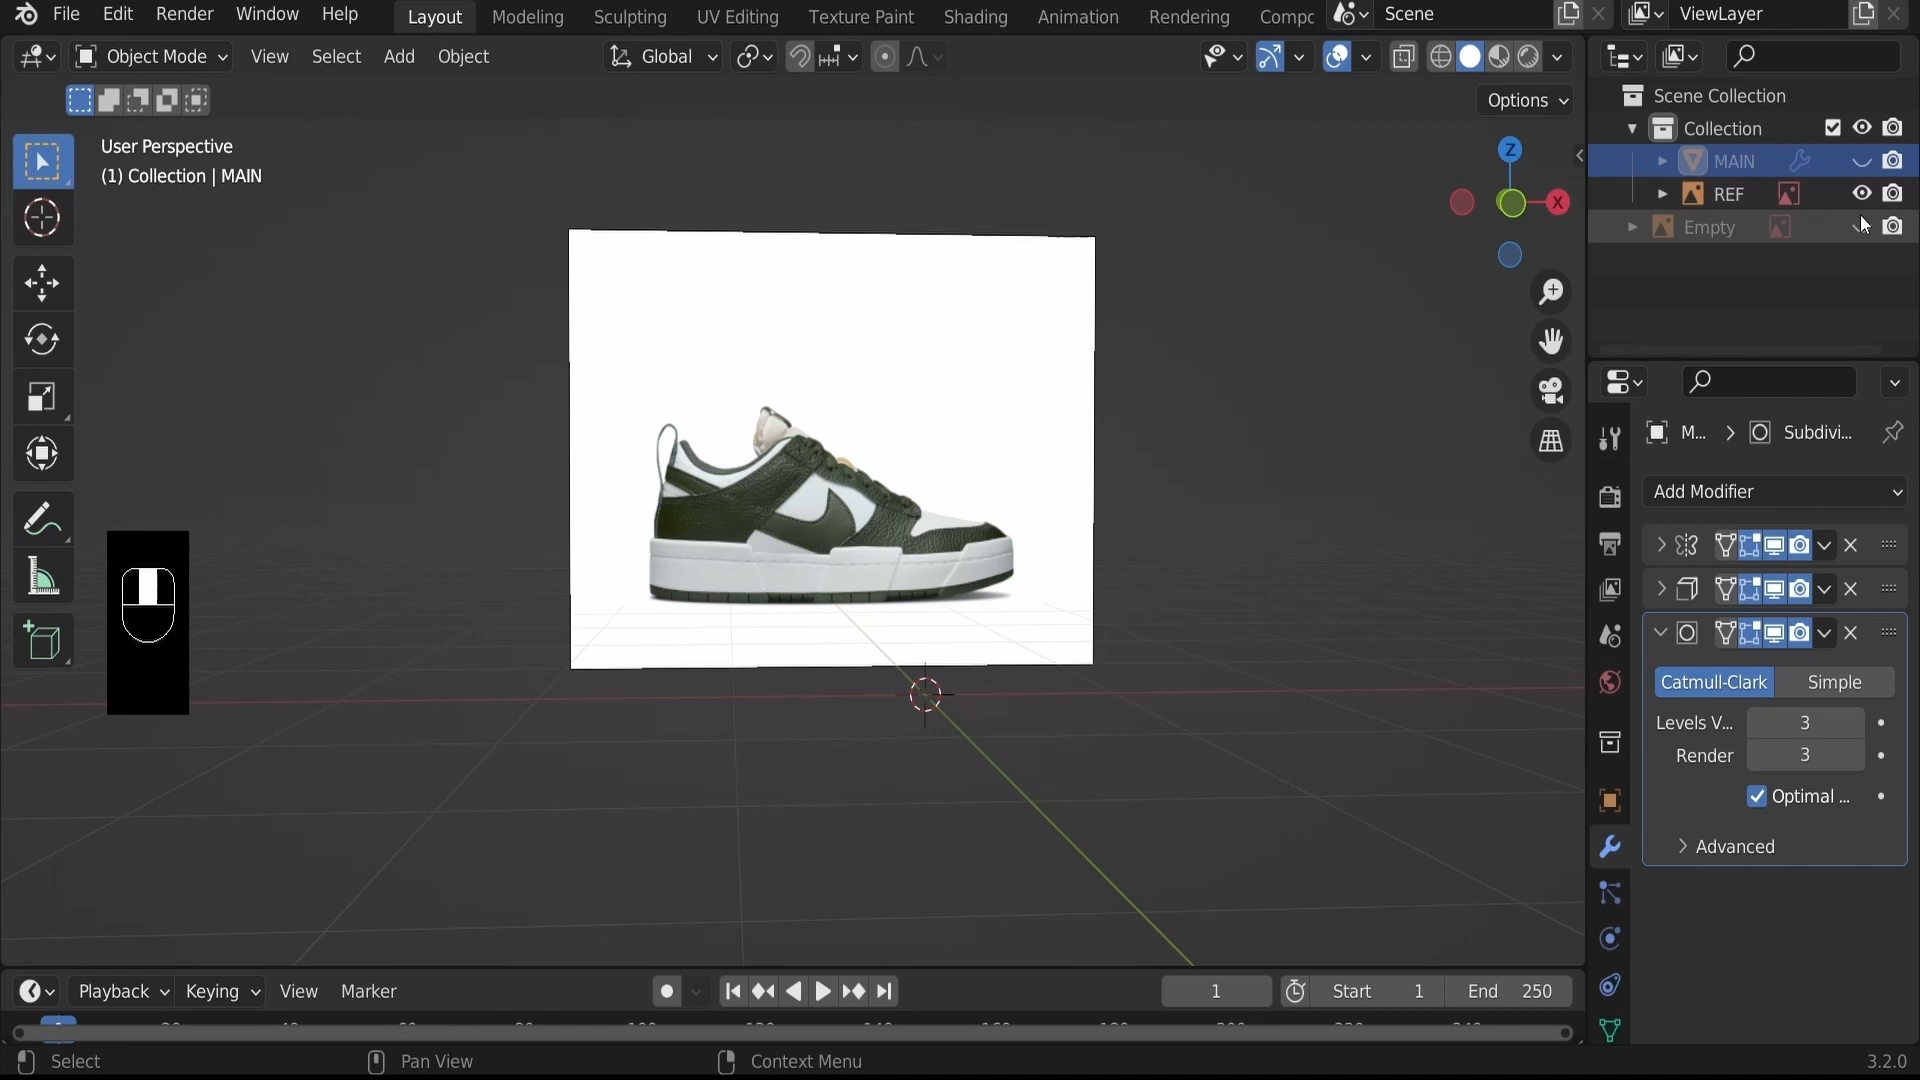 File Edit Render Window Help Layout Modeling Sculpting UV Editing Texture Paint Shading Animation Rendering Scene ViewLayer
Object Mode View Select Add Object Global
Options
Scene Collection
Collection
MAIN
REF
Empty
User Perspective
(1) Collection | MAIN
Z
X
M... Subdivi...
Add Modifier
Catmull-Clark Simple
Levels V... 3
Render 3
Optimal ...
Advanced
Playback Keying View Marker 1 Start 1 End 250
Select Pan View Context Menu 3.2.0